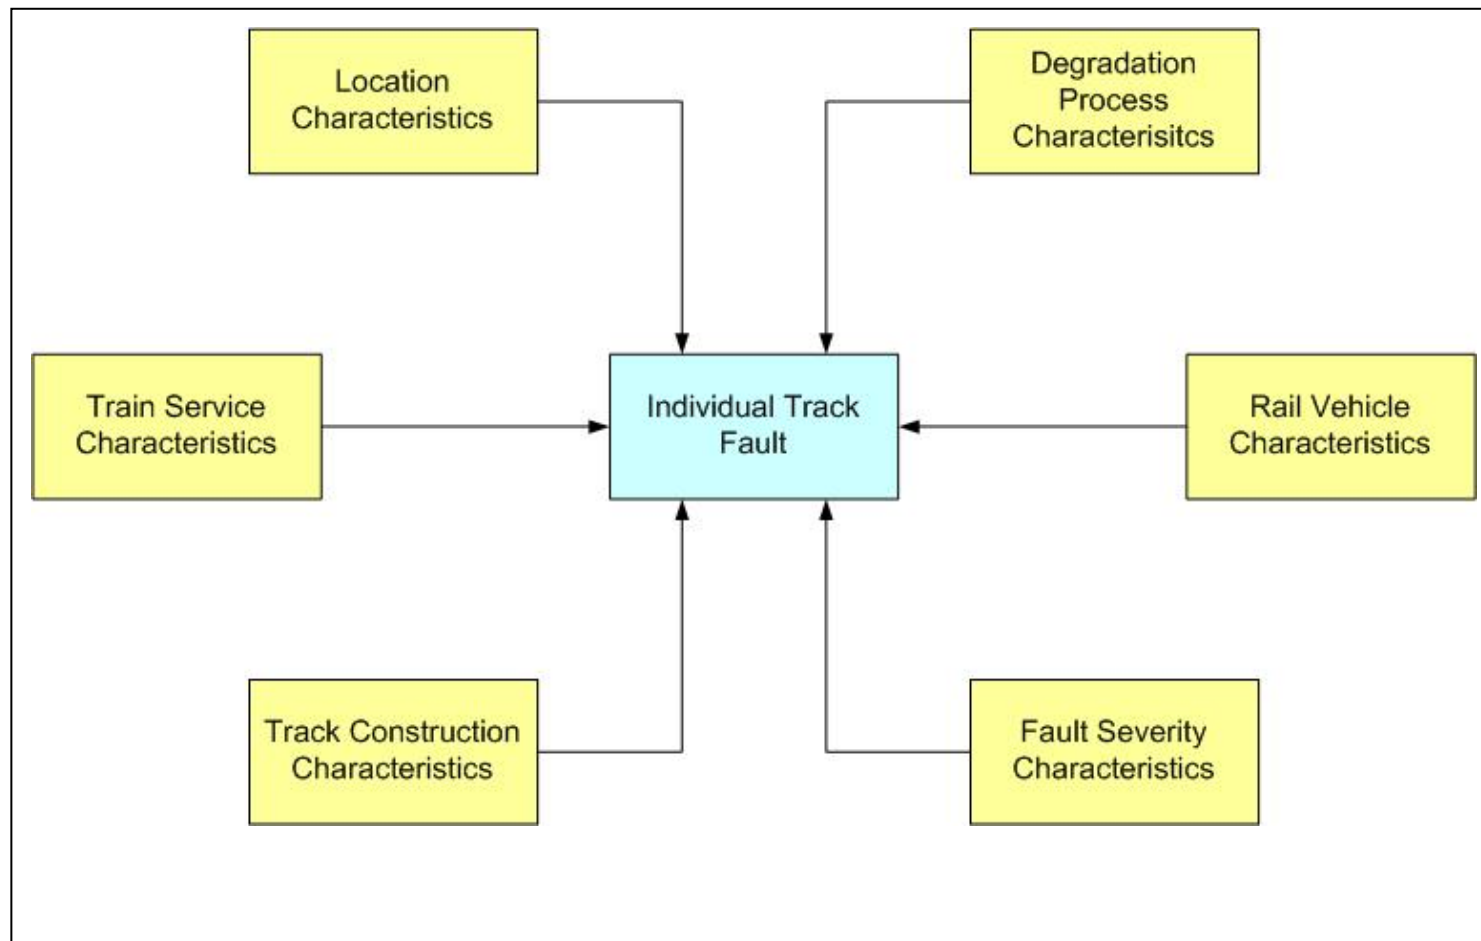 Location
Characteristics
Degradation
Process
Characterisitcs
Train Service
Characteristics
Individual Track
Fault
Rail Vehicle
Characteristics
Track Construction
Characteristics
Fault Severity
Characteristics